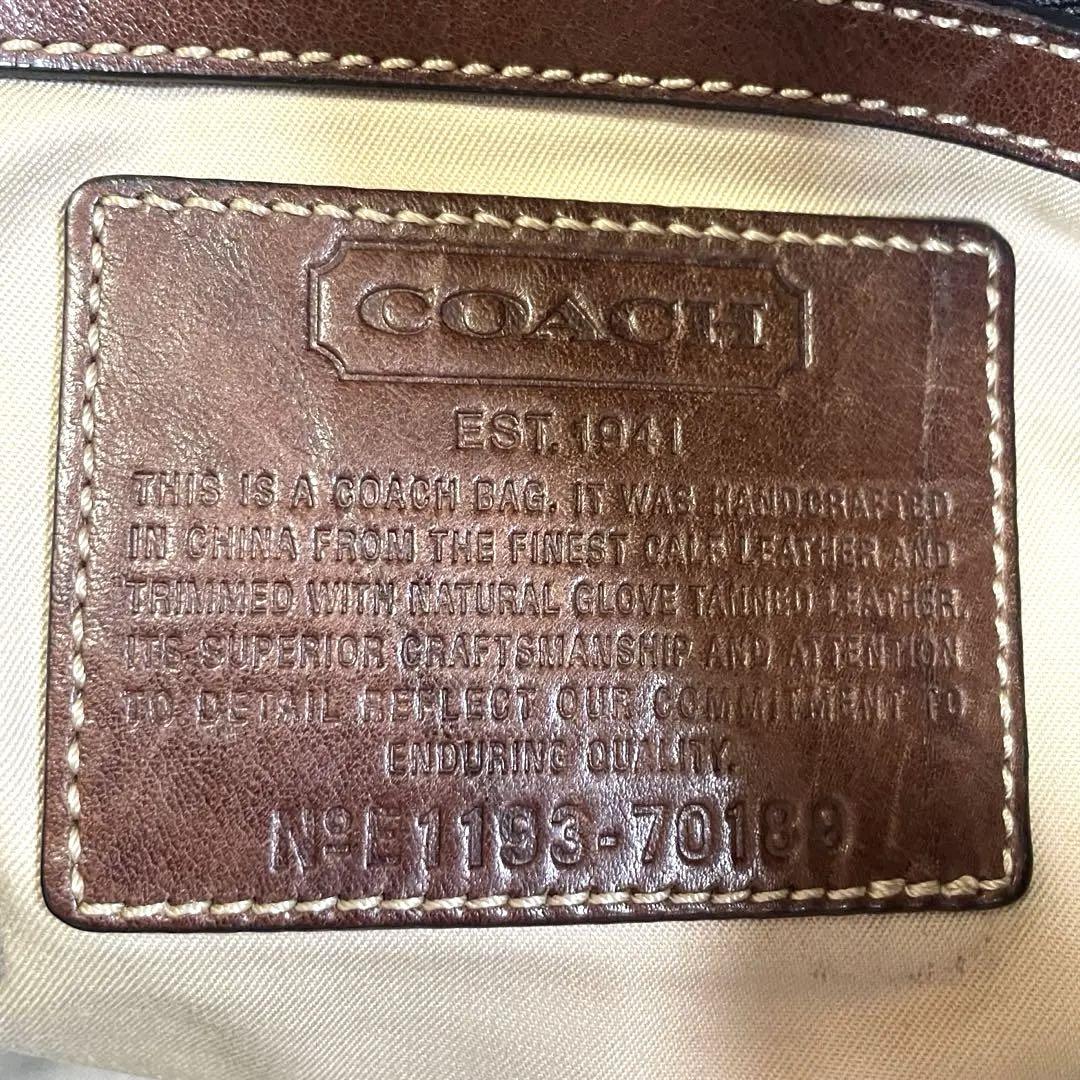 COACH
EST. 1941
THIS IS A COACH BAG. IT WAS HANDCRAFTED
IN CHINA FROM THE FINEST CALF LEATHER AND
TRIMMED WITH NATURAL GLOVE TANNED LEATHER.
ITS SUPERIOR CRAFTSMANSHIP AND ATTENTION
TO DETAIL REFLECT OUR COMMITMENT TO
ENDURING QUALITY.